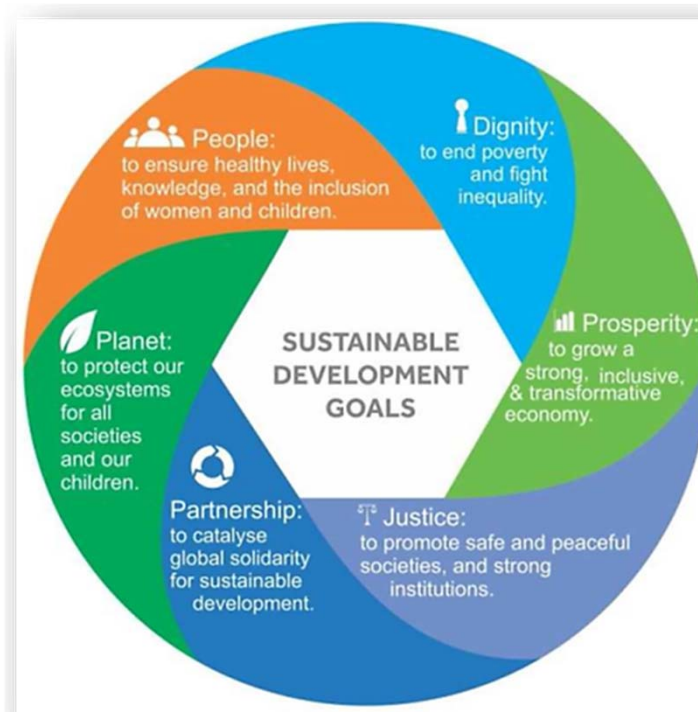 People:
to ensure healthy lives,
knowledge, and the inclusion
of women and children.
Dignity:
to end poverty
and fight
inequality.
Planet:
to protect our
ecosystems
for all
societies
and our
children.
SUSTAINABLE
DEVELOPMENT
GOALS
Prosperity:
to grow a
strong, inclusive,
& transformative
economy.
Partnership:
to catalyse
global solidarity
for sustainable
development.
Justice:
to promote safe and peaceful
societies, and strong
institutions.